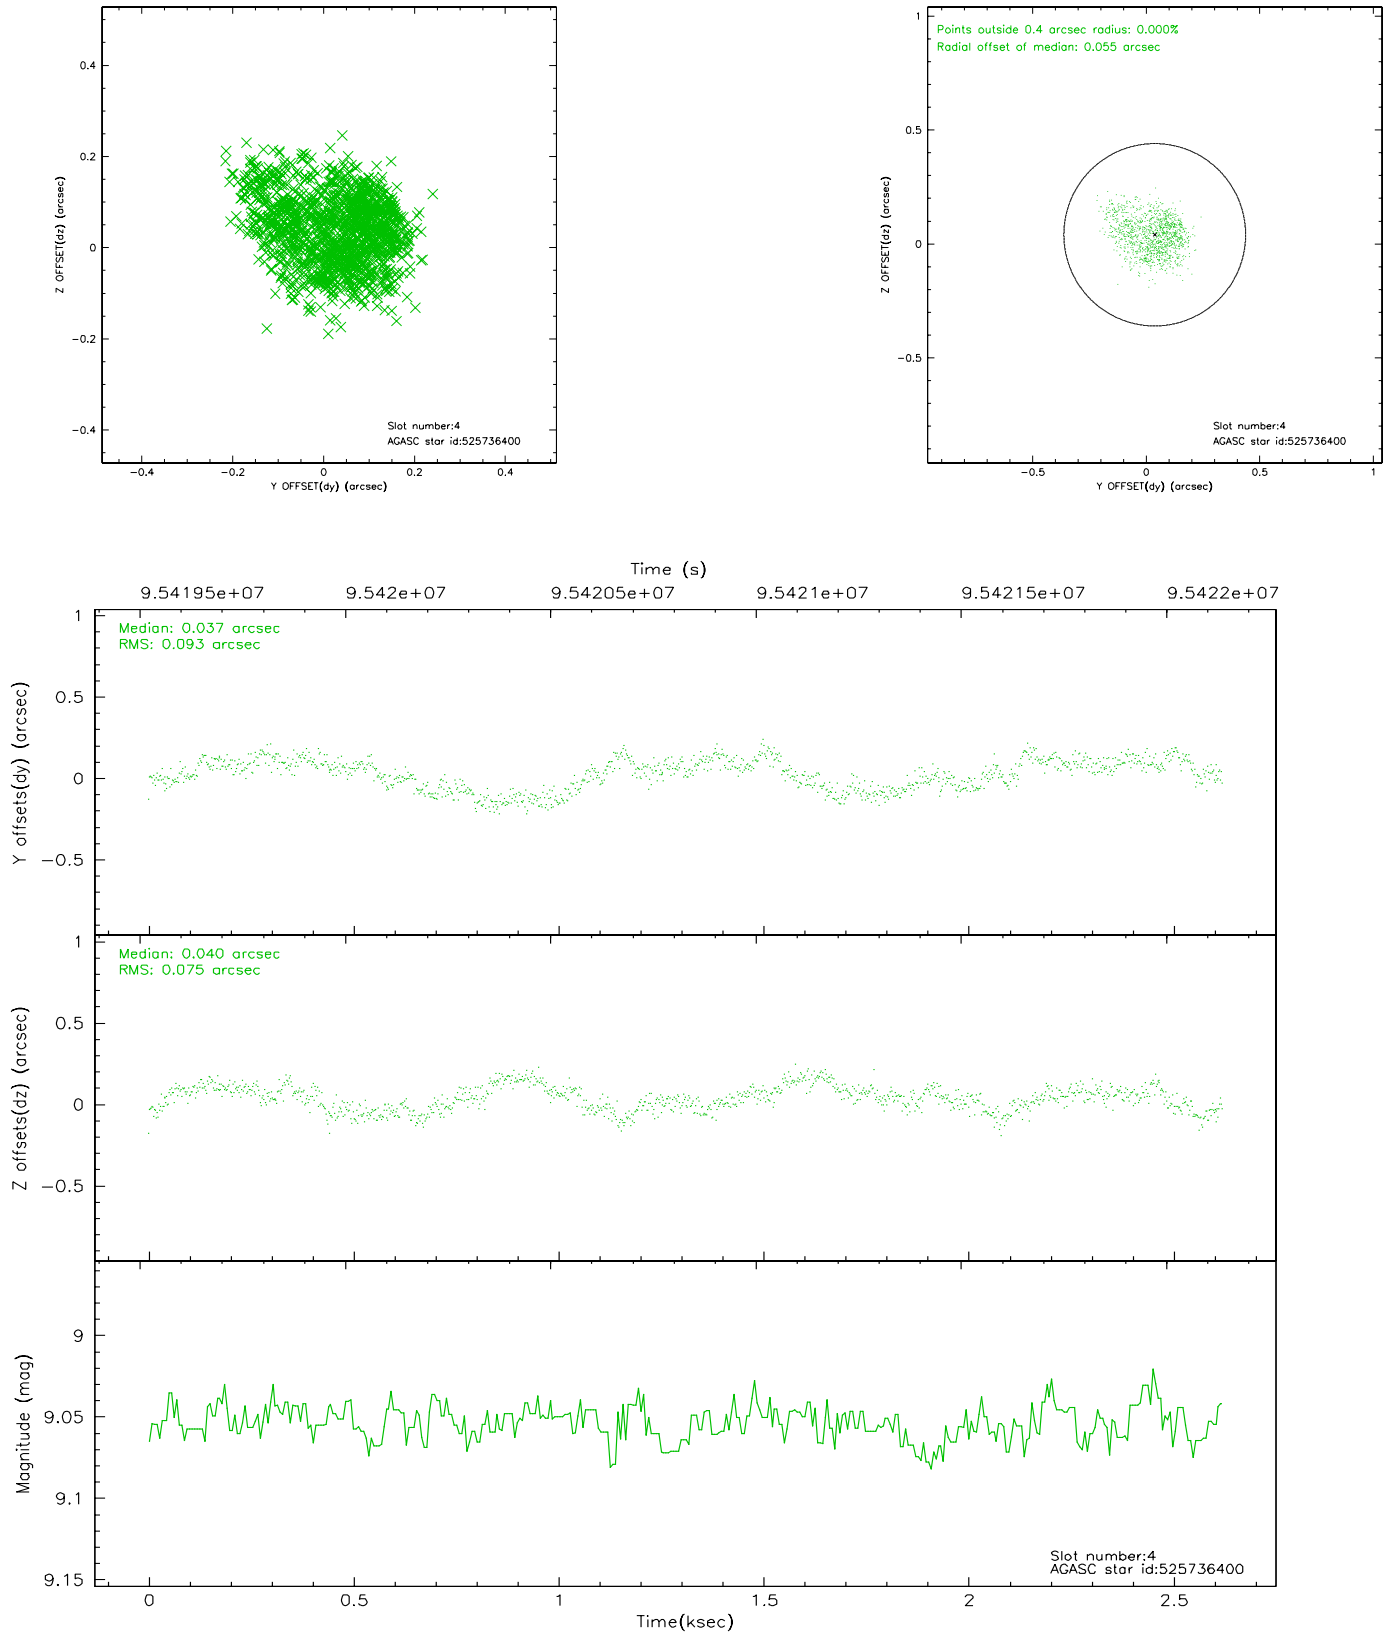 0.4
0.2
0
−0.2
−0.4
Z OFFSET(dz) (arcsec)
Slot number:4
AGASC star id:525736400
−0.4 −0.2 0 0.2 0.4
Y OFFSET(dy) (arcsec)
Points outside 0.4 arcsec radius: 0.000%
Radial offset of median: 0.055 arcsec
1
0.5
0
−0.5
Z OFFSET(dz) (arcsec)
Slot number:4
AGASC star id:525736400
−0.5 0 0.5 1
Y OFFSET(dy) (arcsec)
Time (s)
9.54195e+07 9.542e+07 9.54205e+07 9.5421e+07 9.54215e+07 9.5422e+07
Median: 0.037 arcsec
RMS: 0.093 arcsec
1
0.5
0
−0.5
Y offsets(dy) (arcsec)
Median: 0.040 arcsec
RMS: 0.075 arcsec
1
0.5
0
−0.5
Z offsets(dz) (arcsec)
9
9.05
9.1
9.15
Magnitude (mag)
Slot number:4
AGASC star id:525736400
0 0.5 1 1.5 2 2.5
Time(ksec)